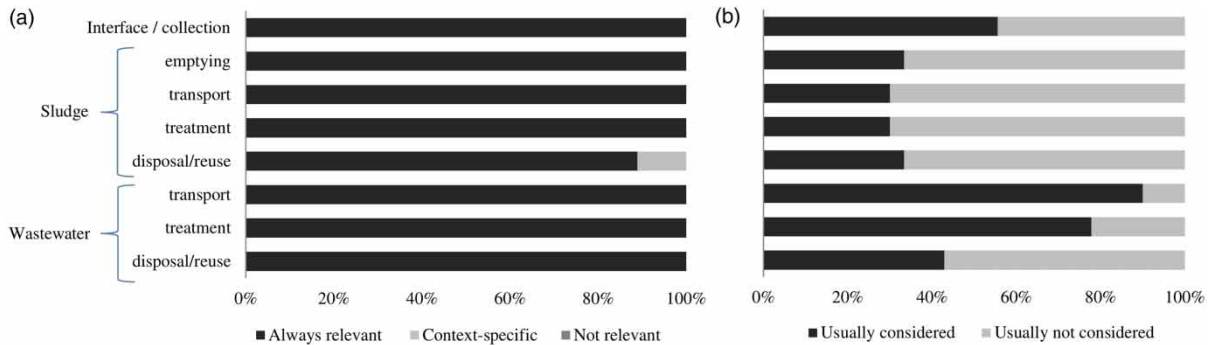 (a)
Interface / collection
Sludge
emptying
transport
treatment
disposal/reuse
Wastewater
transport
treatment
disposal/reuse
0% 20% 40% 60% 80% 100%
Always relevant Context-specific Not relevant
(b)
0% 20% 40% 60% 80% 100%
Usually considered Usually not considered